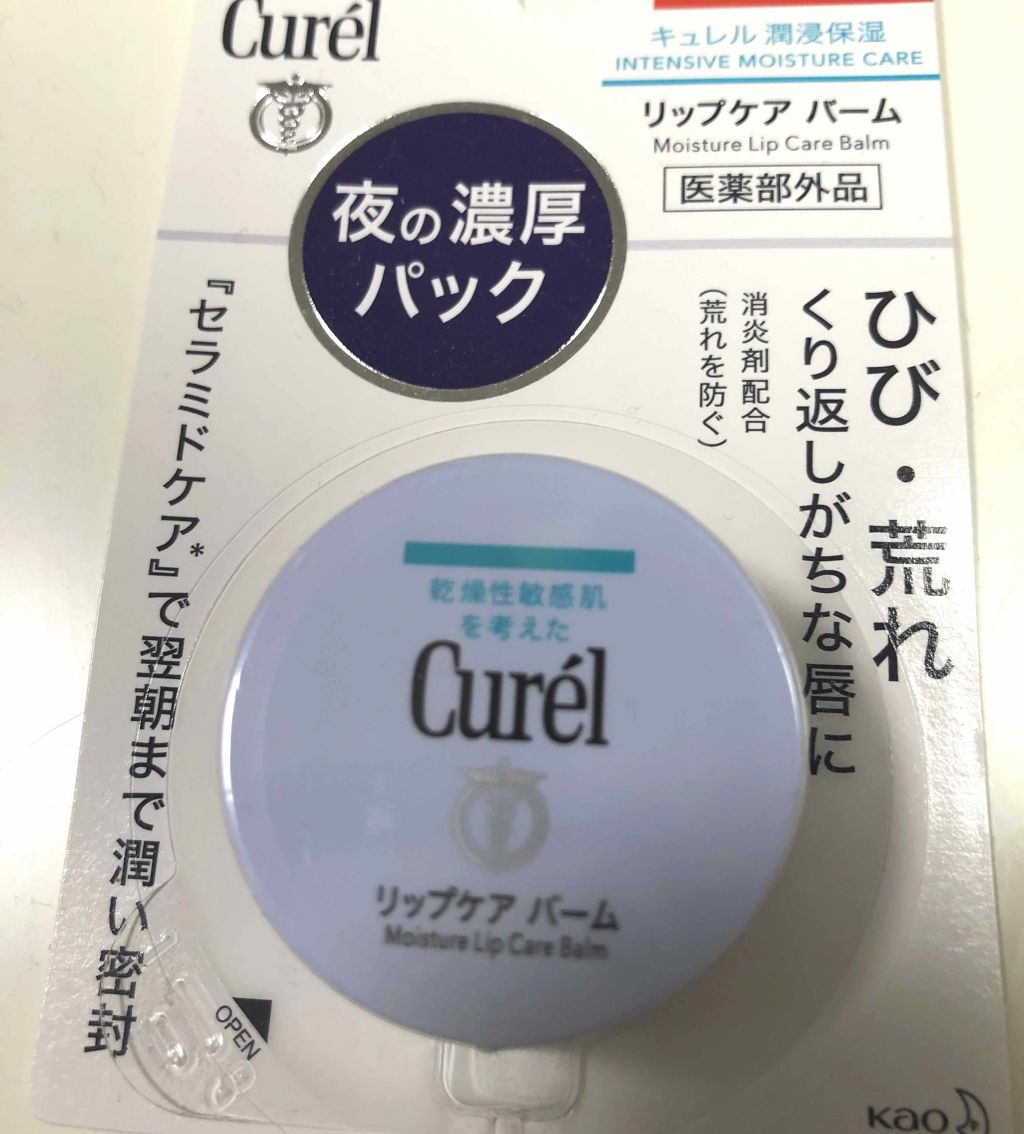 Curél
キュレル 潤浸保湿
INTENSIVE MOISTURE CARE
リップケア バーム
Moisture Lip Care Balm
医薬部外品
夜の濃厚
パック
ひび・荒れ
くり返しがちな唇に
消炎剤配合
(荒れを防ぐ)
『セラミドケア*』で翌朝まで潤い密封
乾燥性敏感肌
を考えた
Curél
リップケア バーム
Moisture Lip Care Balm
OPEN
Kao